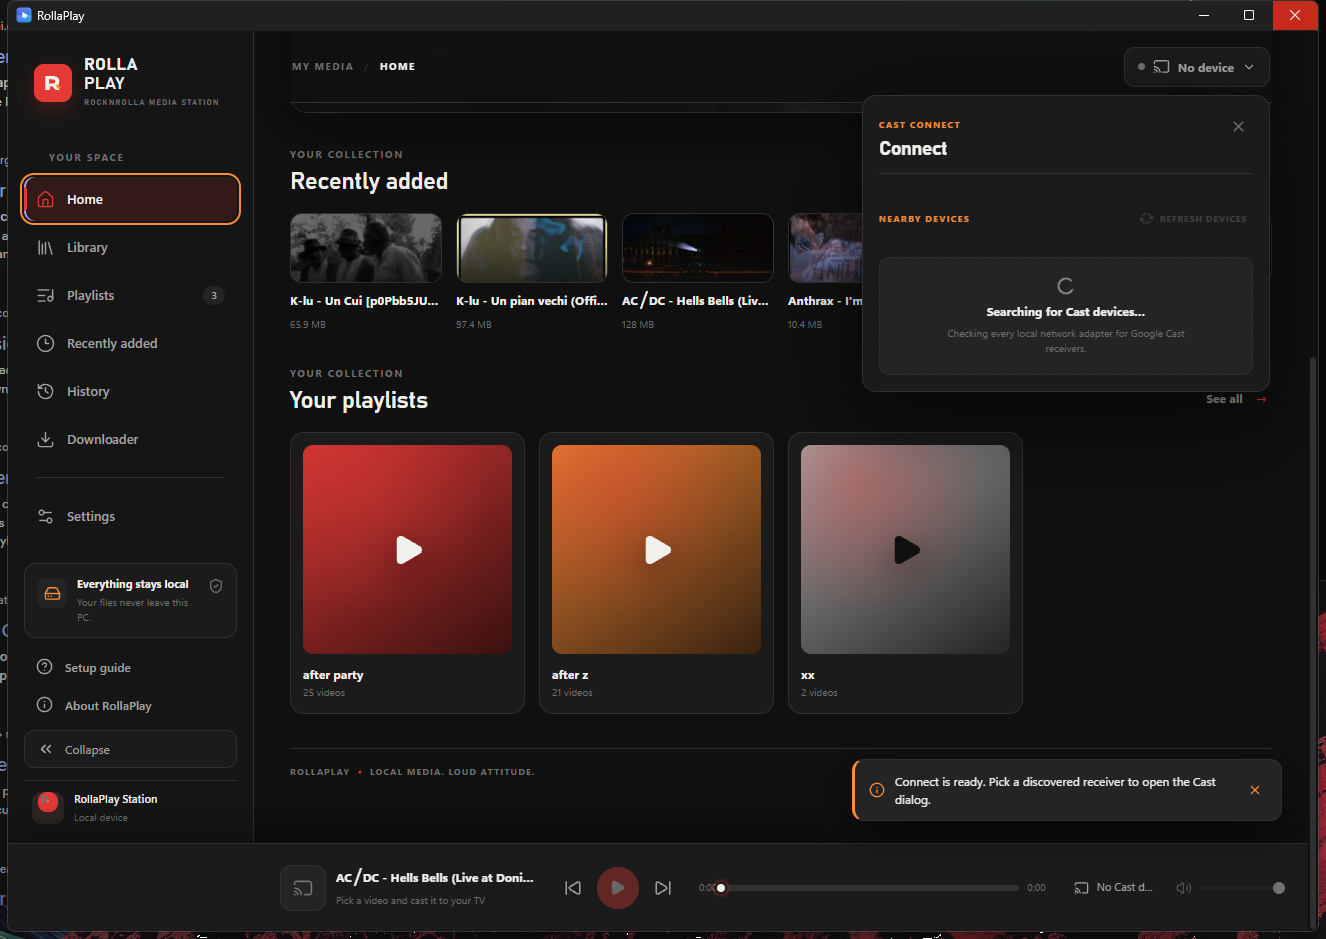 RollaPlay
ROLLA
PLAY
ROCKNROLLA MEDIA STATION
YOUR SPACE
Home
Library
Playlists 3
Recently added
History
Downloader
Settings
Everything stays local
Your files never leave this
PC.
Setup guide
About RollaPlay
Collapse
RollaPlay Station
Local device
MY MEDIA / HOME
No device
CAST CONNECT
Connect
NEARBY DEVICES
REFRESH DEVICES
Searching for Cast devices...
Checking every local network adapter for Google Cast
receivers.
YOUR COLLECTION
Recently added
K-lu - Un Cui [p0Pbb5JU...
65.9 MB
K-lu - Un pian vechi (Offi...
97.4 MB
AC/DC - Hells Bells (Liv...
128 MB
Anthrax - I'm
10.4 MB
YOUR COLLECTION
Your playlists
See all →
after party
25 videos
after z
21 videos
xx
2 videos
ROLLAPLAY • LOCAL MEDIA. LOUD ATTITUDE.
Connect is ready. Pick a discovered receiver to open the Cast
dialog.
AC/DC - Hells Bells (Live at Doni...
Pick a video and cast it to your TV
0:00
0:00
No Cast d...